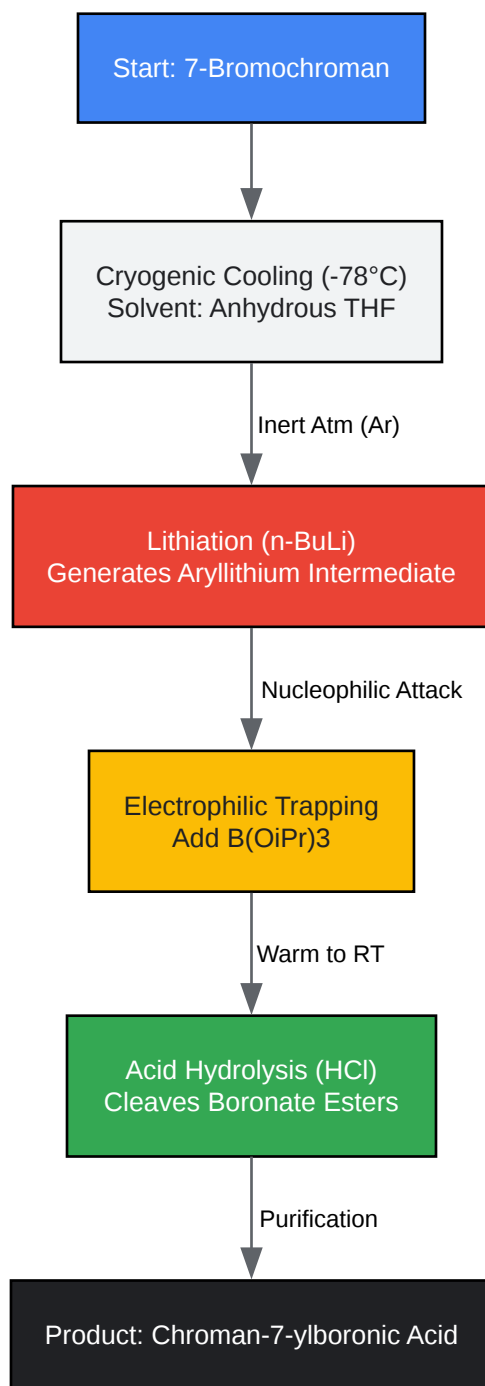 Start: 7-Bromochroman
Cryogenic Cooling (-78°C)
Solvent: Anhydrous THF
Inert Atm (Ar)
Lithiation (n-BuLi)
Generates Aryllithium Intermediate
Nucleophilic Attack
Electrophilic Trapping
Add B(OiPr)3
Warm to RT
Acid Hydrolysis (HCl)
Cleaves Boronate Esters
Purification
Product: Chroman-7-ylboronic Acid